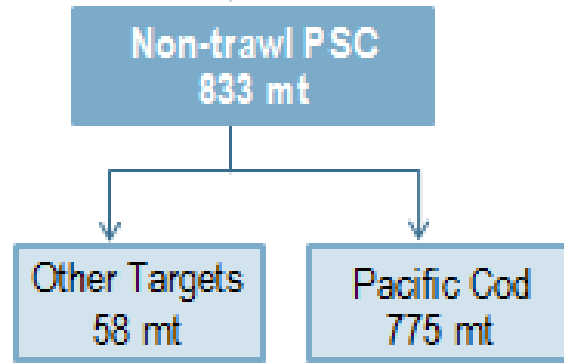 Non-trawl PSC
833 mt
Other Targets
58 mt
Pacific Cod
775 mt